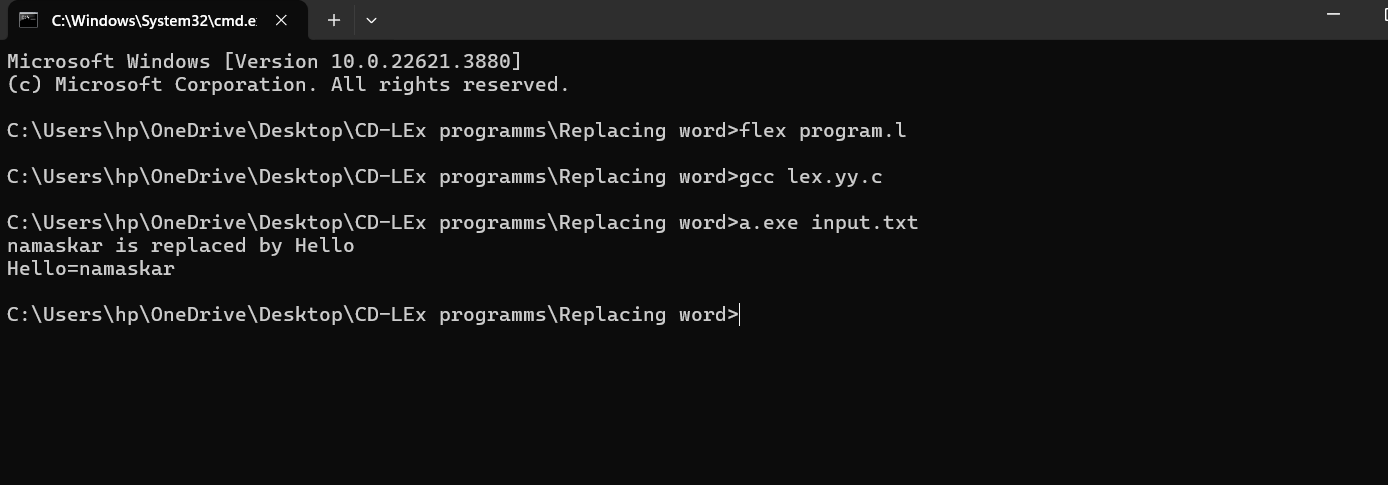 C:\Windows\System32\cmd.e
Microsoft Windows [Version 10.0.22621.3880]
(c) Microsoft Corporation. All rights reserved.
C:\Users\hp\OneDrive\Desktop\CD-LEx programms\Replacing word>flex program.l
C:\Users\hp\OneDrive\Desktop\CD-LEx programms\Replacing word>gcc lex.yy.c
C:\Users\hp\OneDrive\Desktop\CD-LEx programms\Replacing word>a.exe input.txt
namaskar is replaced by Hello
Hello=namaskar
C:\Users\hp\OneDrive\Desktop\CD-LEx programms\Replacing word>